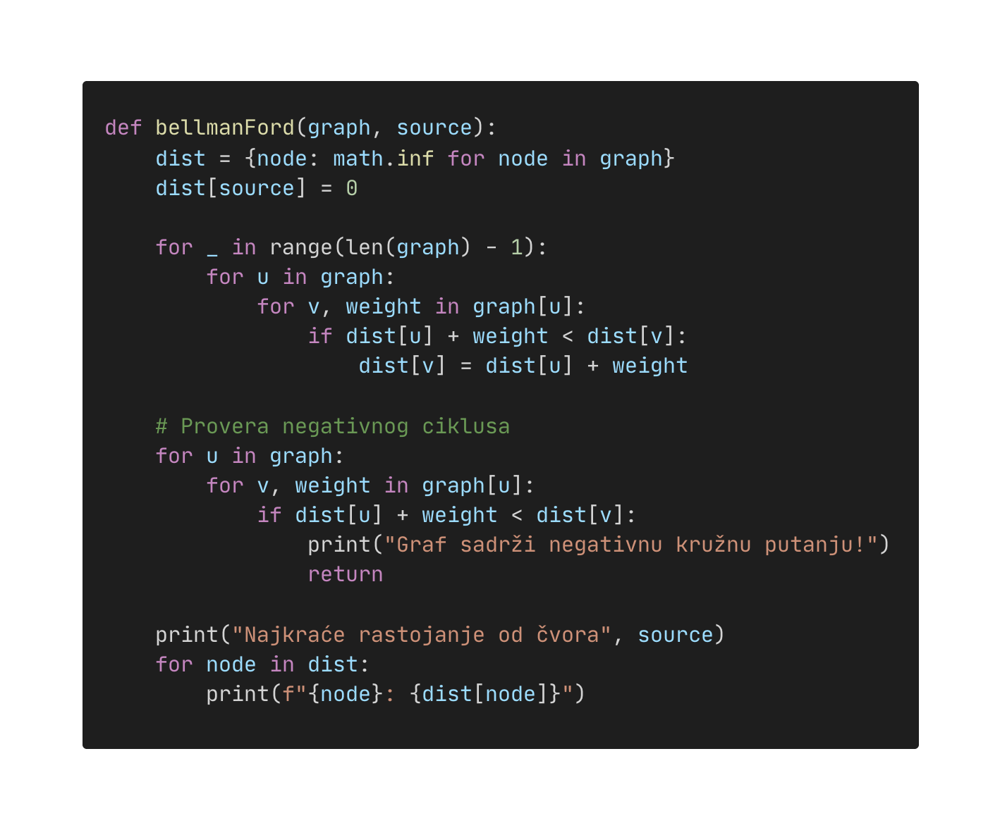 def bellmanFord(graph, source):
    dist = {node: math.inf for node in graph}
    dist[source] = 0

    for _ in range(len(graph) - 1):
        for u in graph:
            for v, weight in graph[u]:
                if dist[u] + weight < dist[v]:
                    dist[v] = dist[u] + weight

    # Provera negativnog ciklusa
    for u in graph:
        for v, weight in graph[u]:
            if dist[u] + weight < dist[v]:
                print("Graf sadrži negativnu kružnu putanju!")
                return

    print("Najkraće rastojanje od čvora", source)
    for node in dist:
        print(f"{node}: {dist[node]}")